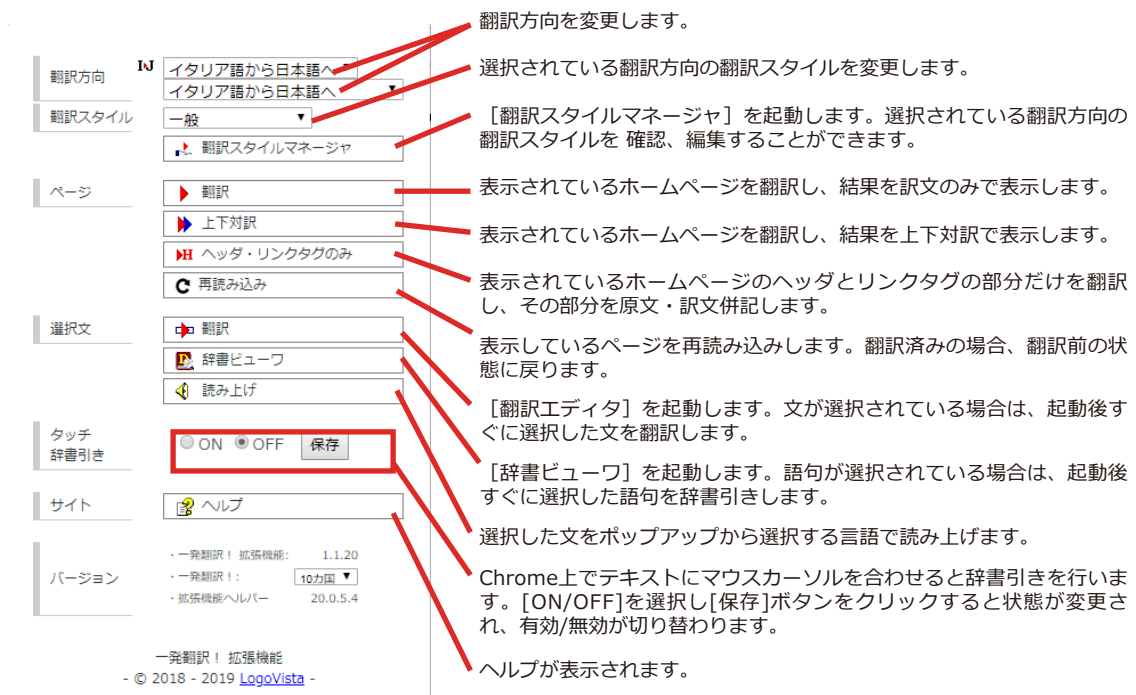 翻訳方向を変更します。
翻訳方向
I▶J
イタリア語から日本語へ
イタリア語から日本語へ
選択されている翻訳方向の翻訳スタイルを変更します。
翻訳スタイル
一般
[翻訳スタイルマネージャ] を起動します。選択されている翻訳方向の
翻訳スタイルを 確認、編集することができます。
翻訳スタイルマネージャ
ページ
翻訳
表示されているホームページを翻訳し、結果を訳文のみで表示します。
上下対訳
表示されているホームページを翻訳し、結果を上下対訳で表示します。
H ヘッダ・リンクタグのみ
表示されているホームページのヘッダとリンクタグの部分だけを翻訳
し、その部分を原文・訳文併記します。
再読み込み
表示しているページを再読み込みします。翻訳済みの場合、翻訳前の状
態に戻ります。
選択文
翻訳
[翻訳エディタ] を起動します。文が選択されている場合は、起動後す
ぐに選択した文を翻訳します。
辞書ビューワ
[辞書ビューワ] を起動します。語句が選択されている場合は、起動後
すぐに選択した語句を辞書引きします。
読み上げ
選択した文をポップアップから選択する言語で読み上げます。
タッチ
辞書引き
ON OFF 保存
Chrome上でテキストにマウスカーソルを合わせると辞書引きを行いま
す。[ON/OFF]を選択し[保存]ボタンをクリックすると状態が変更さ
れ、有効/無効が切り替わります。
サイト
ヘルプ
ヘルプが表示されます。
バージョン
・一発翻訳！ 拡張機能: 1.1.20
・一発翻訳！: 10カ国
・拡張機能ヘルパー 20.0.5.4
一発翻訳！ 拡張機能
- © 2018 - 2019 LogoVista -